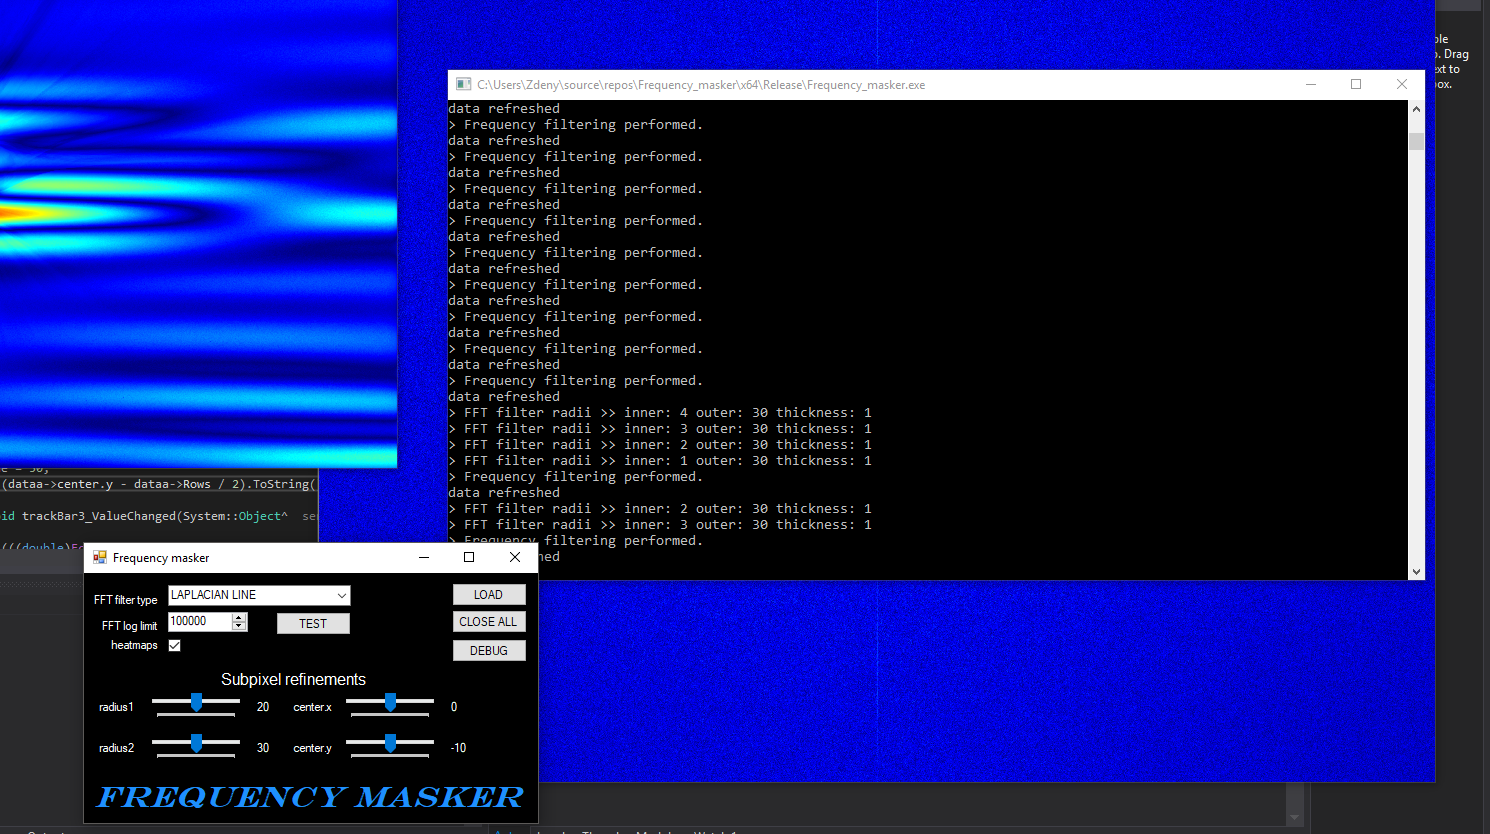 ble
o. Drag
ext to
box.
C:\Users\Zdeny\source\repos\Frequency_masker\x64\Release\Frequency_masker.exe
data refreshed
> Frequency filtering performed.
data refreshed
> Frequency filtering performed.
data refreshed
> Frequency filtering performed.
data refreshed
> Frequency filtering performed.
data refreshed
> Frequency filtering performed.
data refreshed
> Frequency filtering performed.
data refreshed
> Frequency filtering performed.
data refreshed
> Frequency filtering performed.
data refreshed
> Frequency filtering performed.
data refreshed
> FFT filter radii >> inner: 4 outer: 30 thickness: 1
> FFT filter radii >> inner: 3 outer: 30 thickness: 1
> FFT filter radii >> inner: 2 outer: 30 thickness: 1
> FFT filter radii >> inner: 1 outer: 30 thickness: 1
> Frequency filtering performed.
data refreshed
> FFT filter radii >> inner: 2 outer: 30 thickness: 1
> FFT filter radii >> inner: 3 outer: 30 thickness: 1
> Frequency filtering performed.
hed
(dataa->center.y - dataa->Rows / 2).ToString(
id trackBar3_ValueChanged(System::Object^ se
(((double)
Frequency masker
FFT filter type LAPLACIAN LINE LOAD
FFT log limit 100000 TEST CLOSE ALL
heatmaps DEBUG
Subpixel refinements
radius1 20 center.x 0
radius2 30 center.y -10
FREQUENCY MASKER